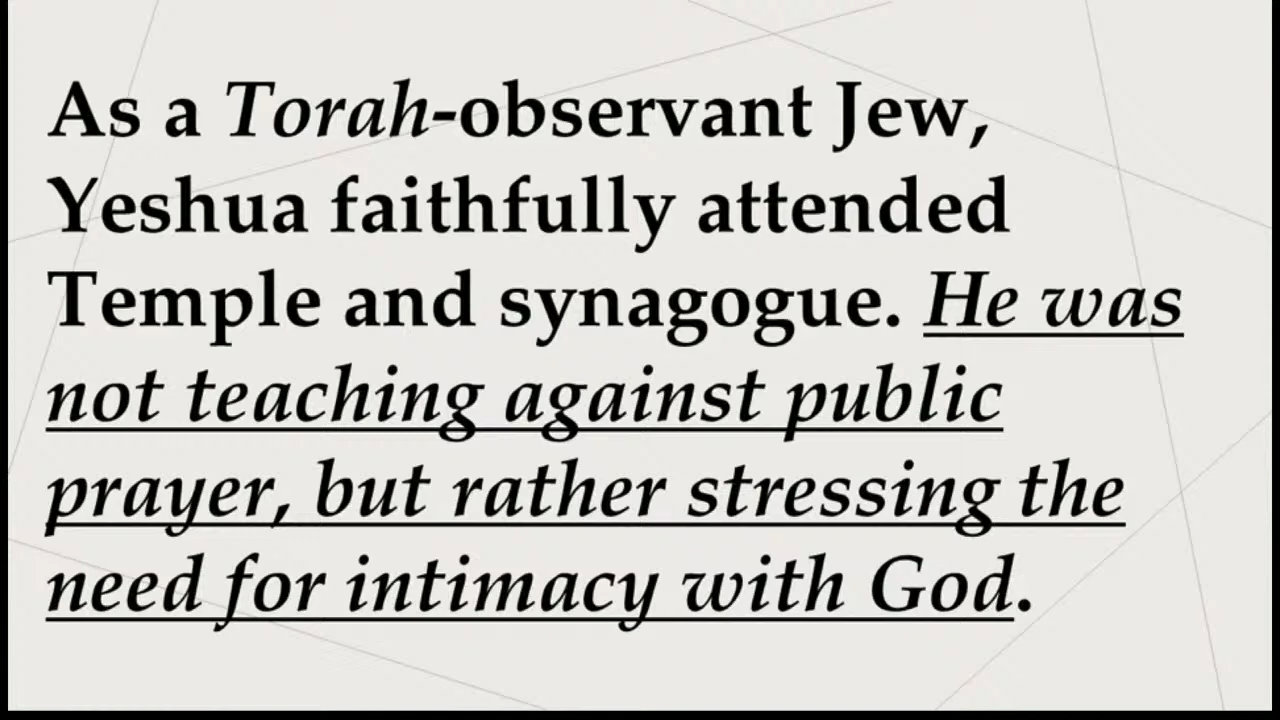 As a Torah-observant Jew,
Yeshua faithfully attended
Temple and synagogue. He was
not teaching against public
prayer, but rather stressing the
need for intimacy with God.